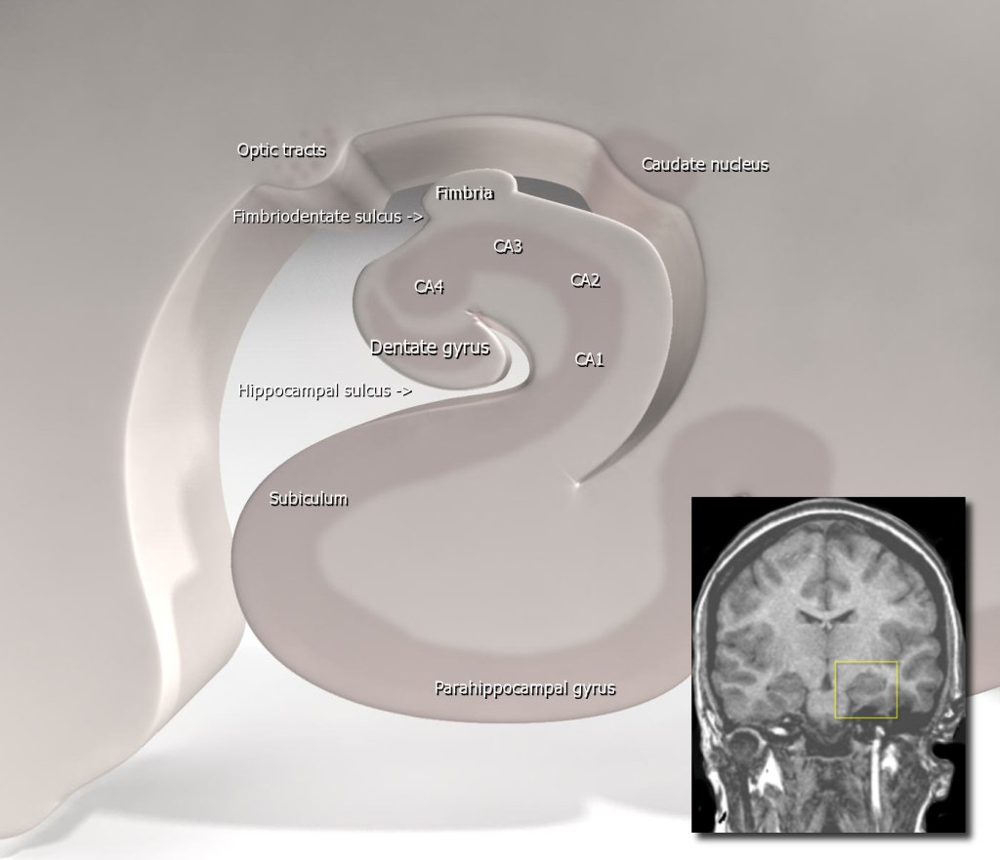 Optic tracts
Caudate nucleus
Fimbria
Fimbriodentate sulcus ->
CA3
CA2
CA4
Dentate gyrus
CA1
Hippocampal sulcus ->
Subiculum
Parahippocampal gyrus